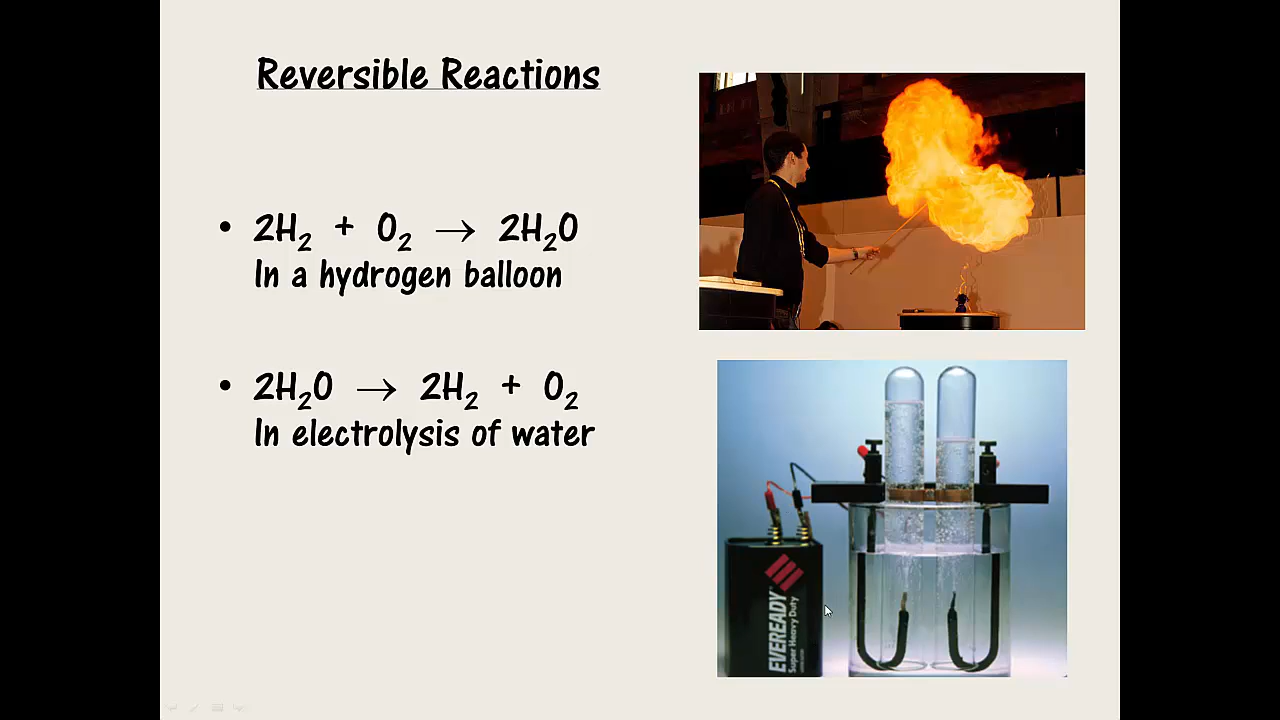 Reversible Reactions
• 2H₂ + O₂ → 2H₂O
In a hydrogen balloon
• 2H₂O → 2H₂ + O₂
In electrolysis of water
EVEREADY
Super Heavy Duty